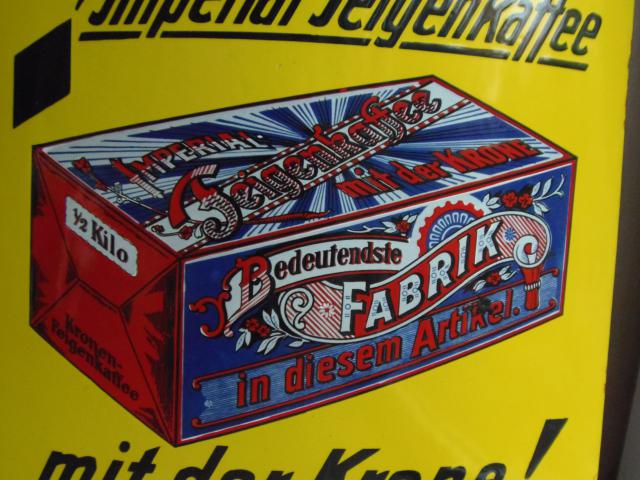 Imperial Feigenkaffee
IMPERIAL
Feigenkaffee
mit der KRONE
½ Kilo
Kronen-
Feigenkaffee
Bedeutendste
FABRIK
in diesem Artikel.
mit der Krone!